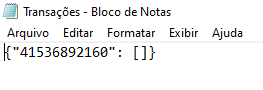 Transações - Bloco de Notas
Arquivo Editar Formatar Exibir Ajuda
{"41536892160": []}